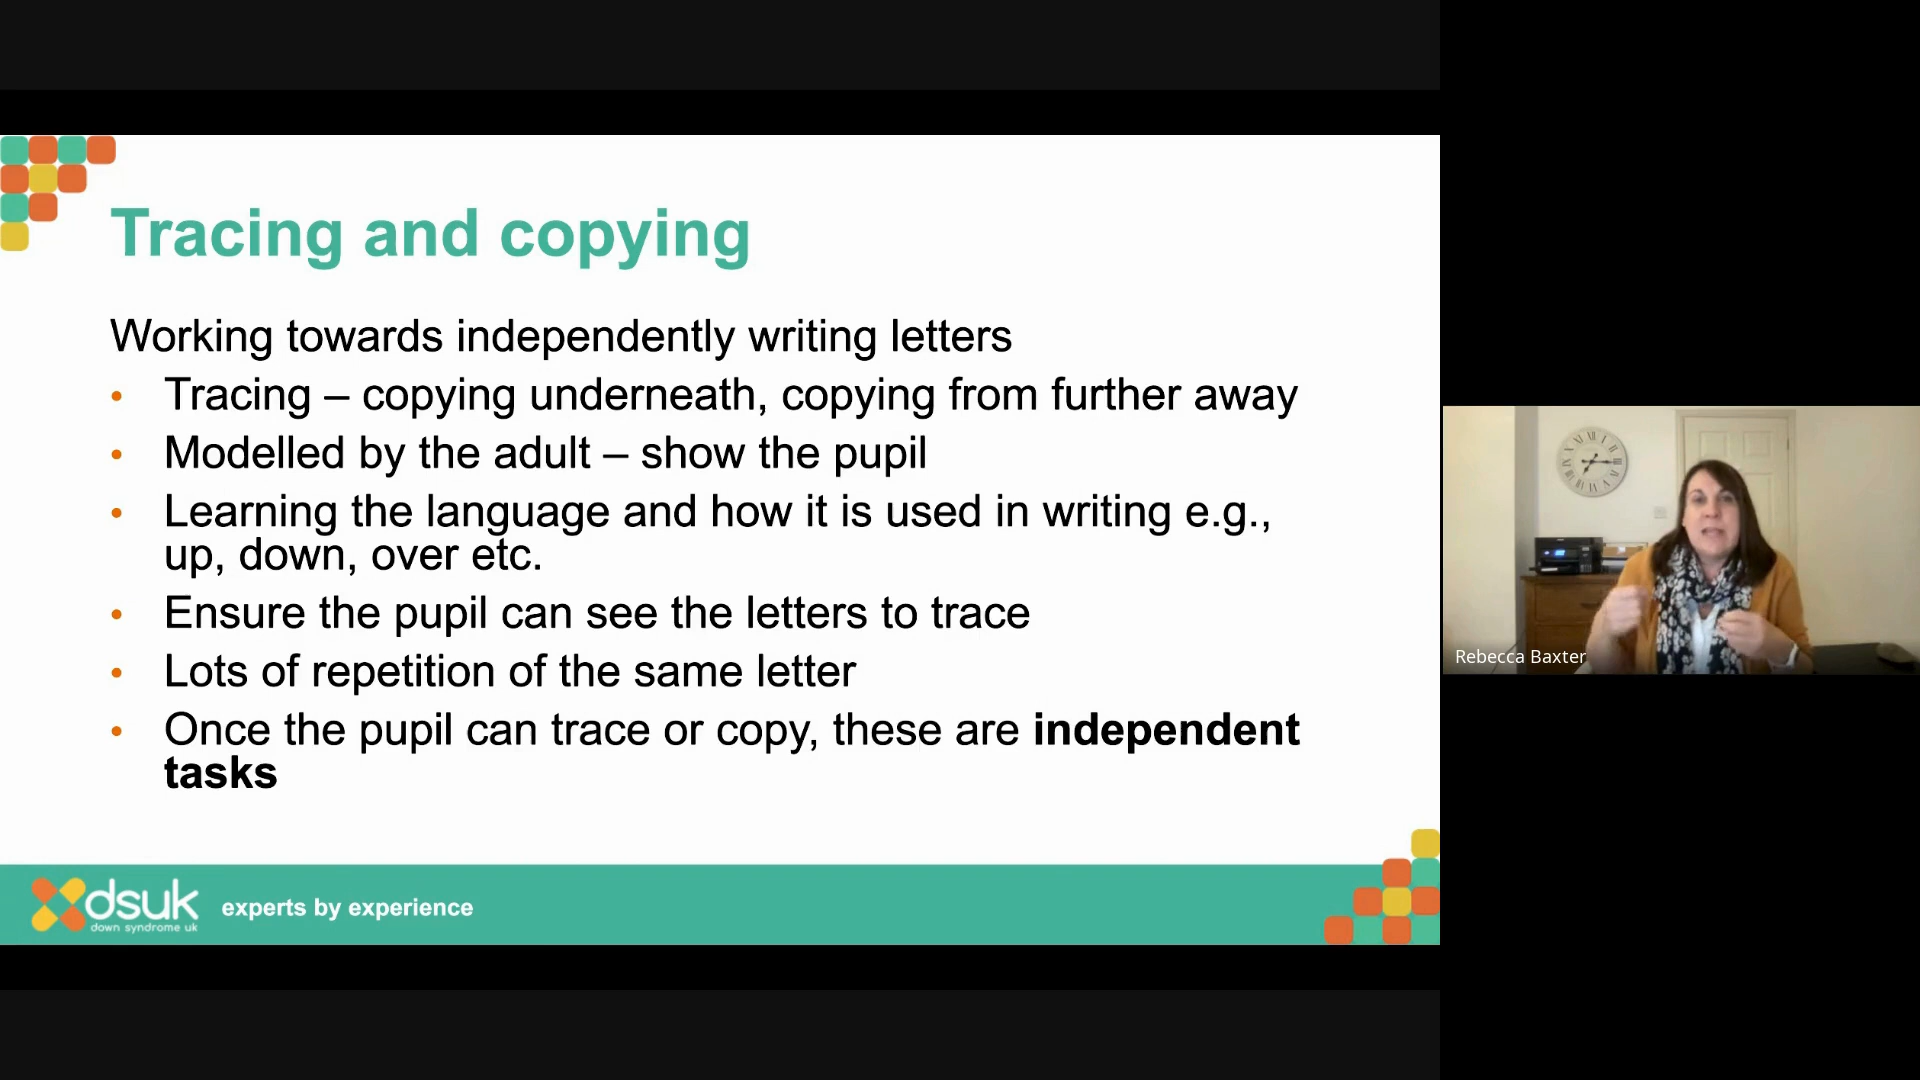 Tracing and copying
Working towards independently writing letters
• Tracing – copying underneath, copying from further away
• Modelled by the adult – show the pupil
• Learning the language and how it is used in writing e.g.,
up, down, over etc.
• Ensure the pupil can see the letters to trace
• Lots of repetition of the same letter
• Once the pupil can trace or copy, these are independent
tasks
dsuk
down syndrome uk
experts by experience
Rebecca Baxter